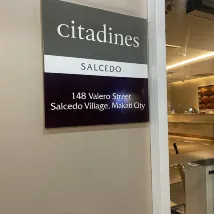 citadines
SALCEDO
148 Valero Street
Salcedo Village, Makati City